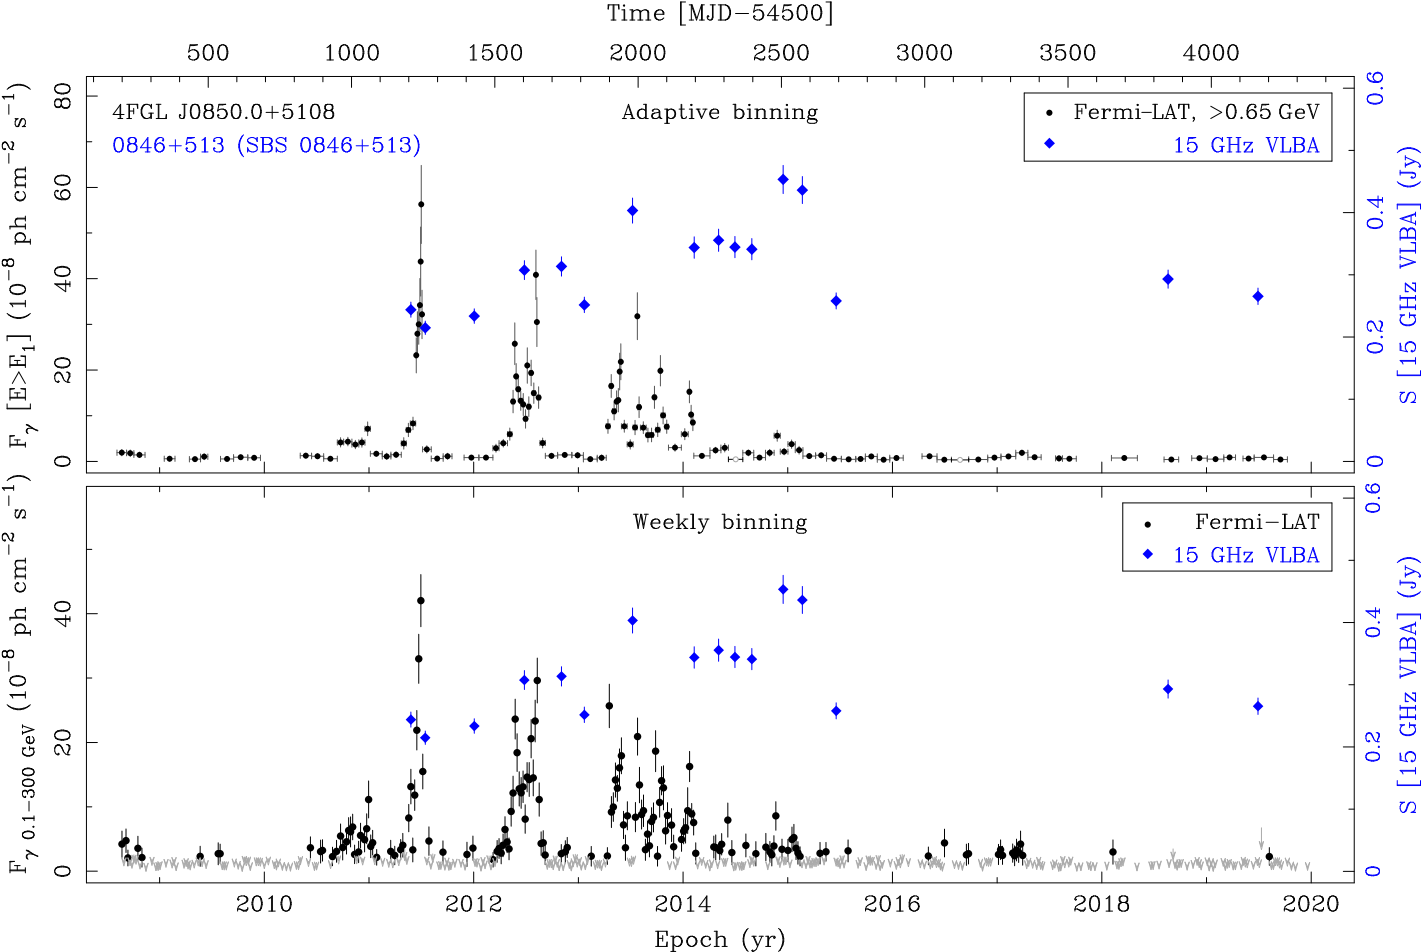 Time [MJD−54500]
500 1000 1500 2000 2500 3000 3500 4000
4FGL J0850.0+5108
0846+513 (SBS 0846+513)
Adaptive binning
Fermi−LAT, >0.65 GeV
15 GHz VLBA
F_γ [E>E_1] (10^−8 ph cm^−2 s^−1)
80
60
40
20
0
S [15 GHz VLBA] (Jy)
0.6
0.4
0.2
0
Weekly binning
Fermi−LAT
15 GHz VLBA
F_γ 0.1−300 GeV (10^−8 ph cm^−2 s^−1)
40
20
0
S [15 GHz VLBA] (Jy)
0.6
0.4
0.2
0
2010 2012 2014 2016 2018 2020
Epoch (yr)